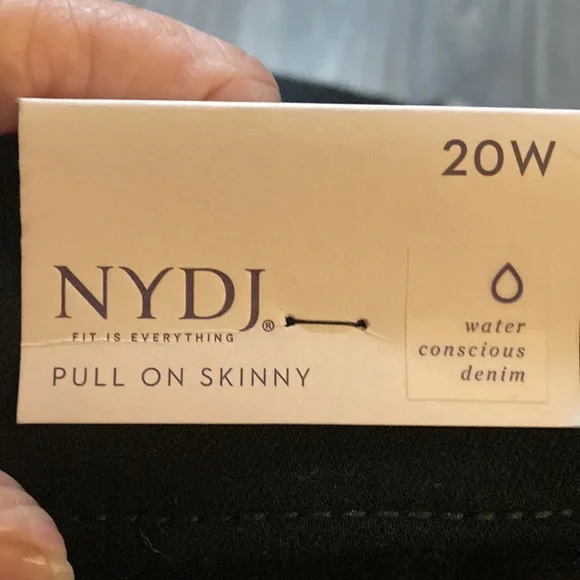 20W
NYDJ®
FIT IS EVERYTHING
PULL ON SKINNY
water
conscious
denim